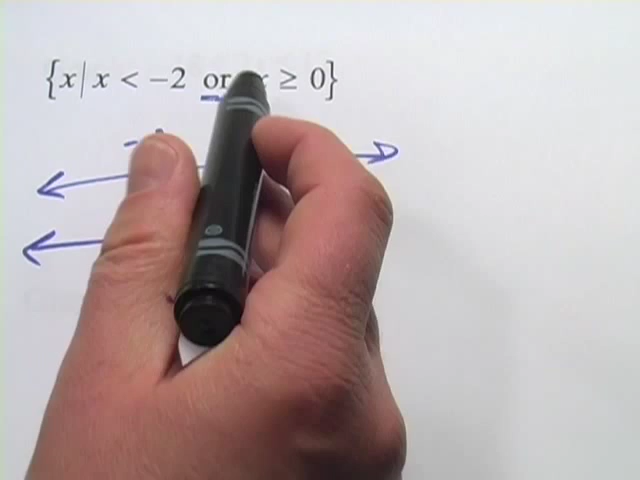 {x| x < −2 or x ≥ 0}